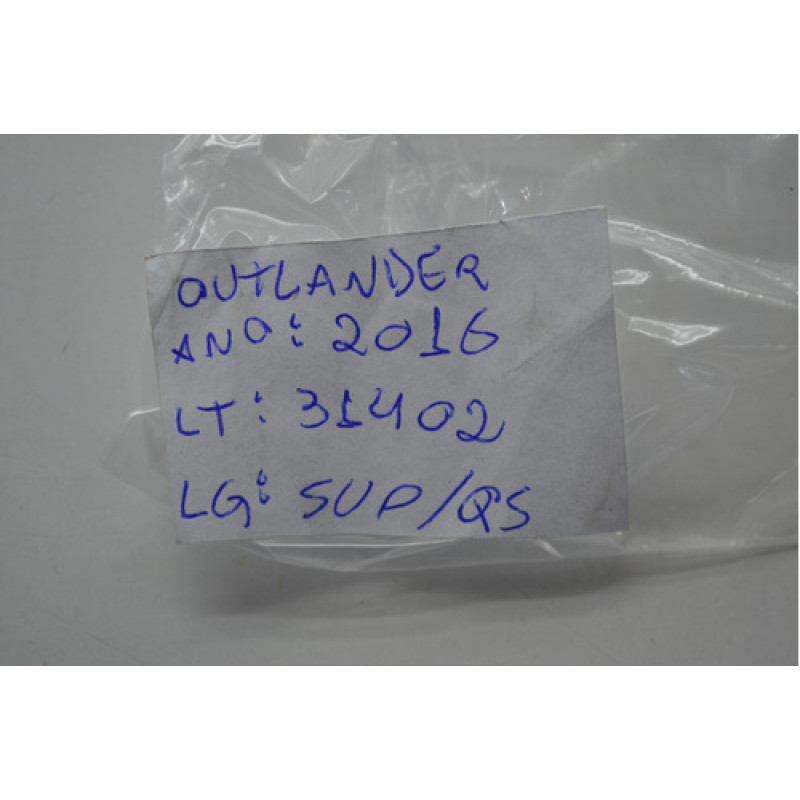 OUTLANDER
ANO: 2016
LT: 31402
LG: SUP/QS